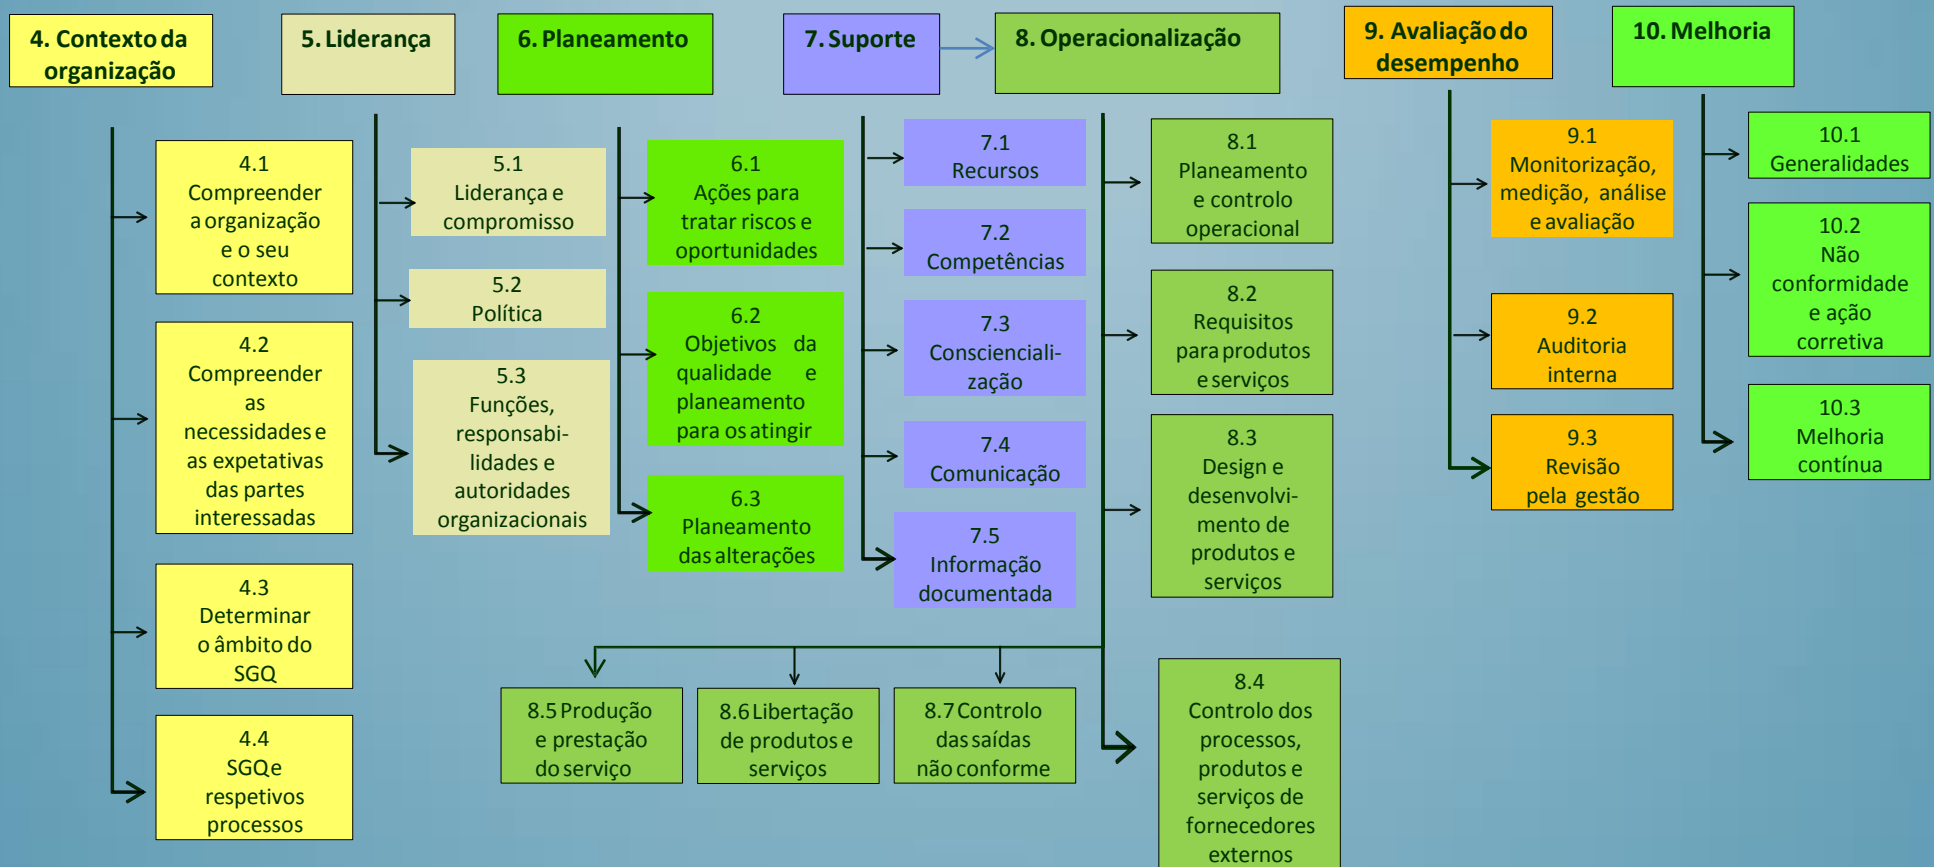 4. Contexto da
organização
5. Liderança
6. Planeamento
7. Suporte
8. Operacionalização
9. Avaliação do
desempenho
10. Melhoria
4.1
Compreender
a organização
e o seu
contexto
4.2
Compreender
as
necessidades e
as expetativas
das partes
interessadas
4.3
Determinar
o âmbito do
SGQ
4.4
SGQ e
respetivos
processos
5.1
Liderança e
compromisso
5.2
Política
5.3
Funções,
responsabi-
lidades e
autoridades
organizacionais
6.1
Ações para
tratar riscos e
oportunidades
6.2
Objetivos da
qualidade e
planeamento
para os atingir
6.3
Planeamento
das alterações
7.1
Recursos
7.2
Competências
7.3
Conscienciali-
zação
7.4
Comunicação
7.5
Informação
documentada
8.1
Planeamento
e controlo
operacional
8.2
Requisitos
para produtos
e serviços
8.3
Design e
desenvolvi-
mento de
produtos e
serviços
8.4
Controlo dos
processos,
produtos e
serviços de
fornecedores
externos
8.5 Produção
e prestação
do serviço
8.6 Libertação
de produtos e
serviços
8.7 Controlo
das saídas
não conforme
9.1
Monitorização,
medição, análise
e avaliação
9.2
Auditoria
interna
9.3
Revisão
pela gestão
10.1
Generalidades
10.2
Não
conformidade
e ação
corretiva
10.3
Melhoria
contínua